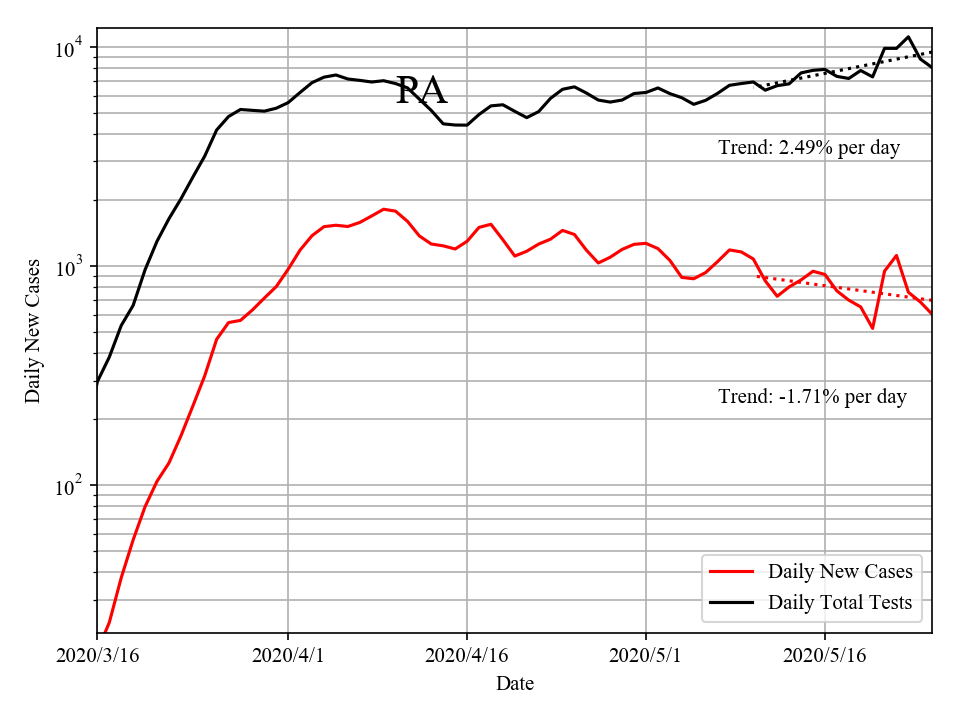 10^4
PA
Trend: 2.49% per day
10^3
Daily New Cases
Trend: -1.71% per day
10^2
Daily New Cases
Daily Total Tests
2020/3/16 2020/4/1 2020/4/16 2020/5/1 2020/5/16
Date